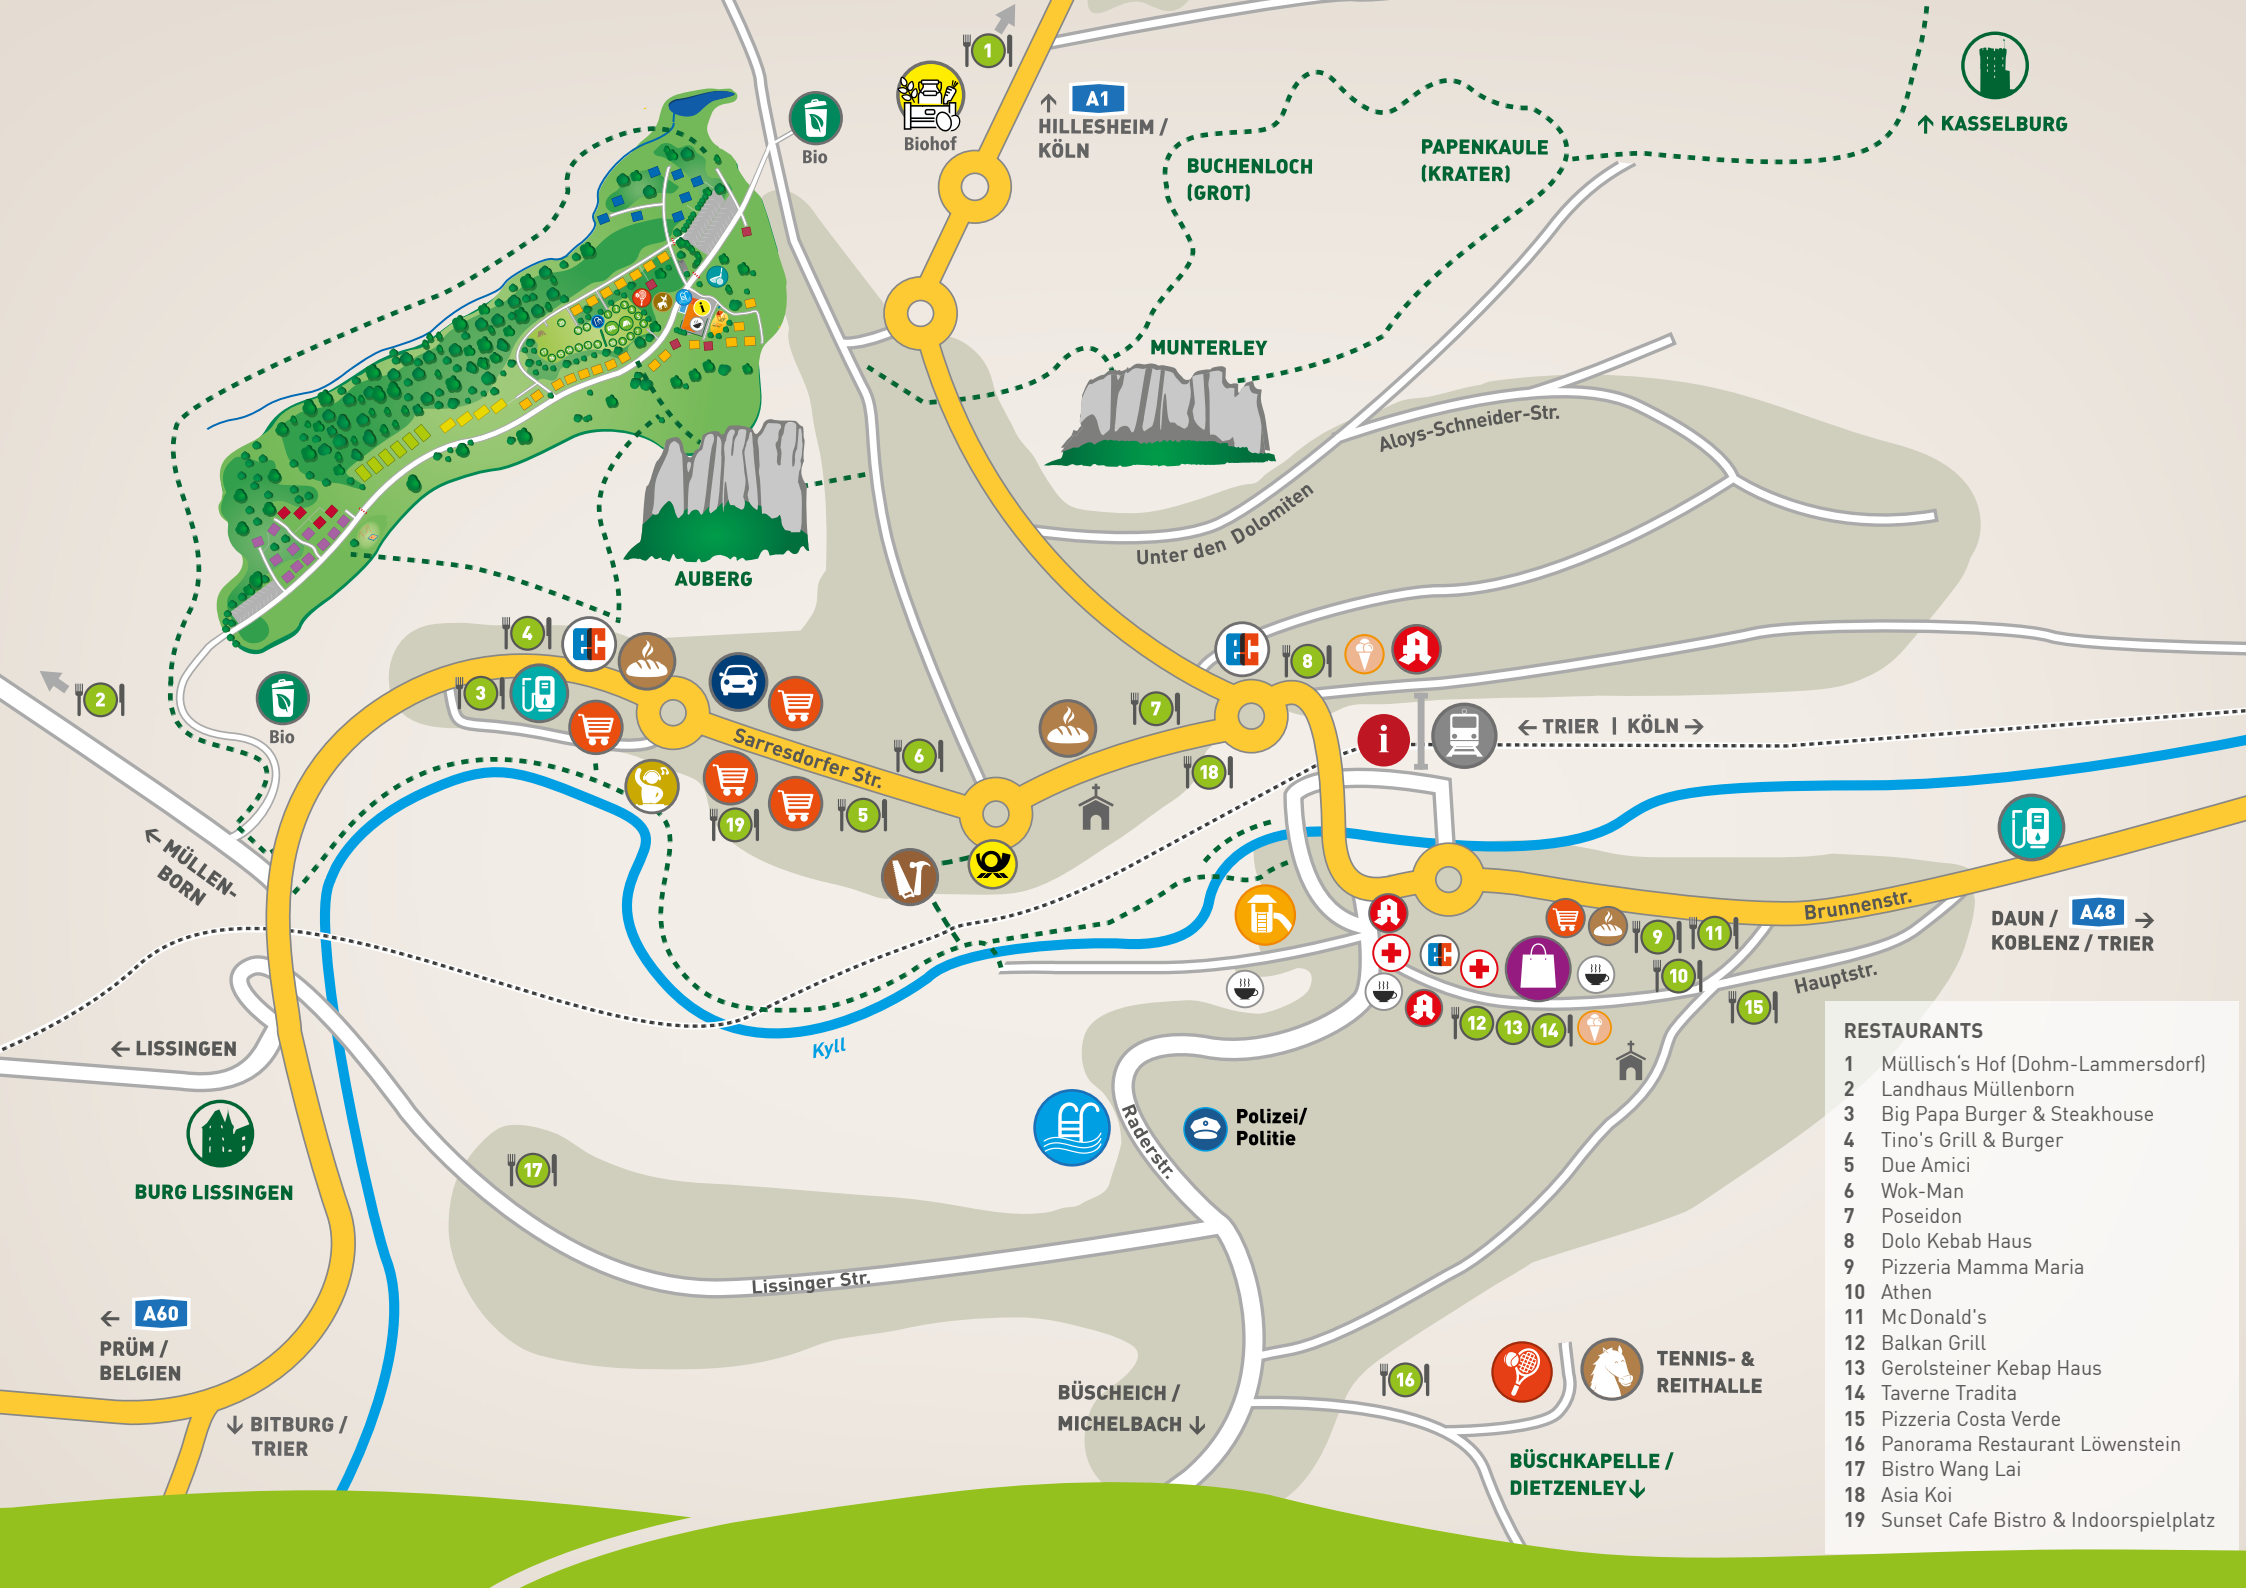 1
A1
HILLESHEIM /
KÖLN
Biohof
Bio
KASSELBURG
BUCHENLOCH
(GROT)
PAPENKAULE
(KRATER)
MUNTERLEY
Aloys-Schneider-Str.
Unter den Dolomiten
AUBERG
4
3
2
Bio
8
7
6
18
5
19
Sarresdorfer Str.
TRIER | KÖLN
MÜLLEN-
BORN
LISSINGEN
BURG LISSINGEN
Kyll
Brunnenstr.
Hauptstr.
DAUN / A48
KOBLENZ / TRIER
9
11
10
15
12
13
14
Raderstr.
Polizei/
Politie
17
Lissinger Str.
A60
PRÜM /
BELGIEN
BITBURG /
TRIER
BÜSCHEICH /
MICHELBACH
16
TENNIS- &
REITHALLE
BÜSCHKAPELLE /
DIETZENLEY
RESTAURANTS
1 Müllisch's Hof (Dohm-Lammersdorf)
2 Landhaus Müllenborn
3 Big Papa Burger & Steakhouse
4 Tino's Grill & Burger
5 Due Amici
6 Wok-Man
7 Poseidon
8 Dolo Kebab Haus
9 Pizzeria Mamma Maria
10 Athen
11 McDonald's
12 Balkan Grill
13 Gerolsteiner Kebap Haus
14 Taverne Tradita
15 Pizzeria Costa Verde
16 Panorama Restaurant Löwenstein
17 Bistro Wang Lai
18 Asia Koi
19 Sunset Cafe Bistro & Indoorspielplatz